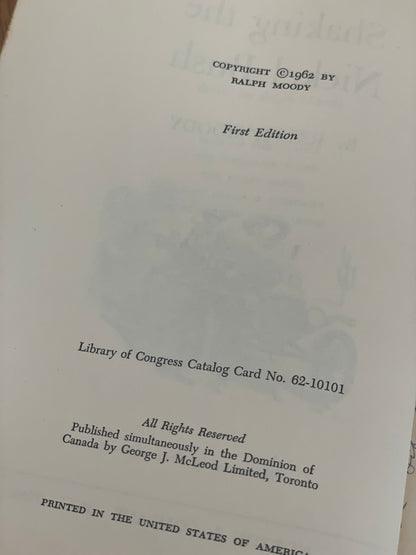 COPYRIGHT ©1962 BY
RALPH MOODY
First Edition
Library of Congress Catalog Card No. 62-10101
All Rights Reserved
Published simultaneously in the Dominion of
Canada by George J. McLeod Limited, Toronto
PRINTED IN THE UNITED STATES OF AMERICA